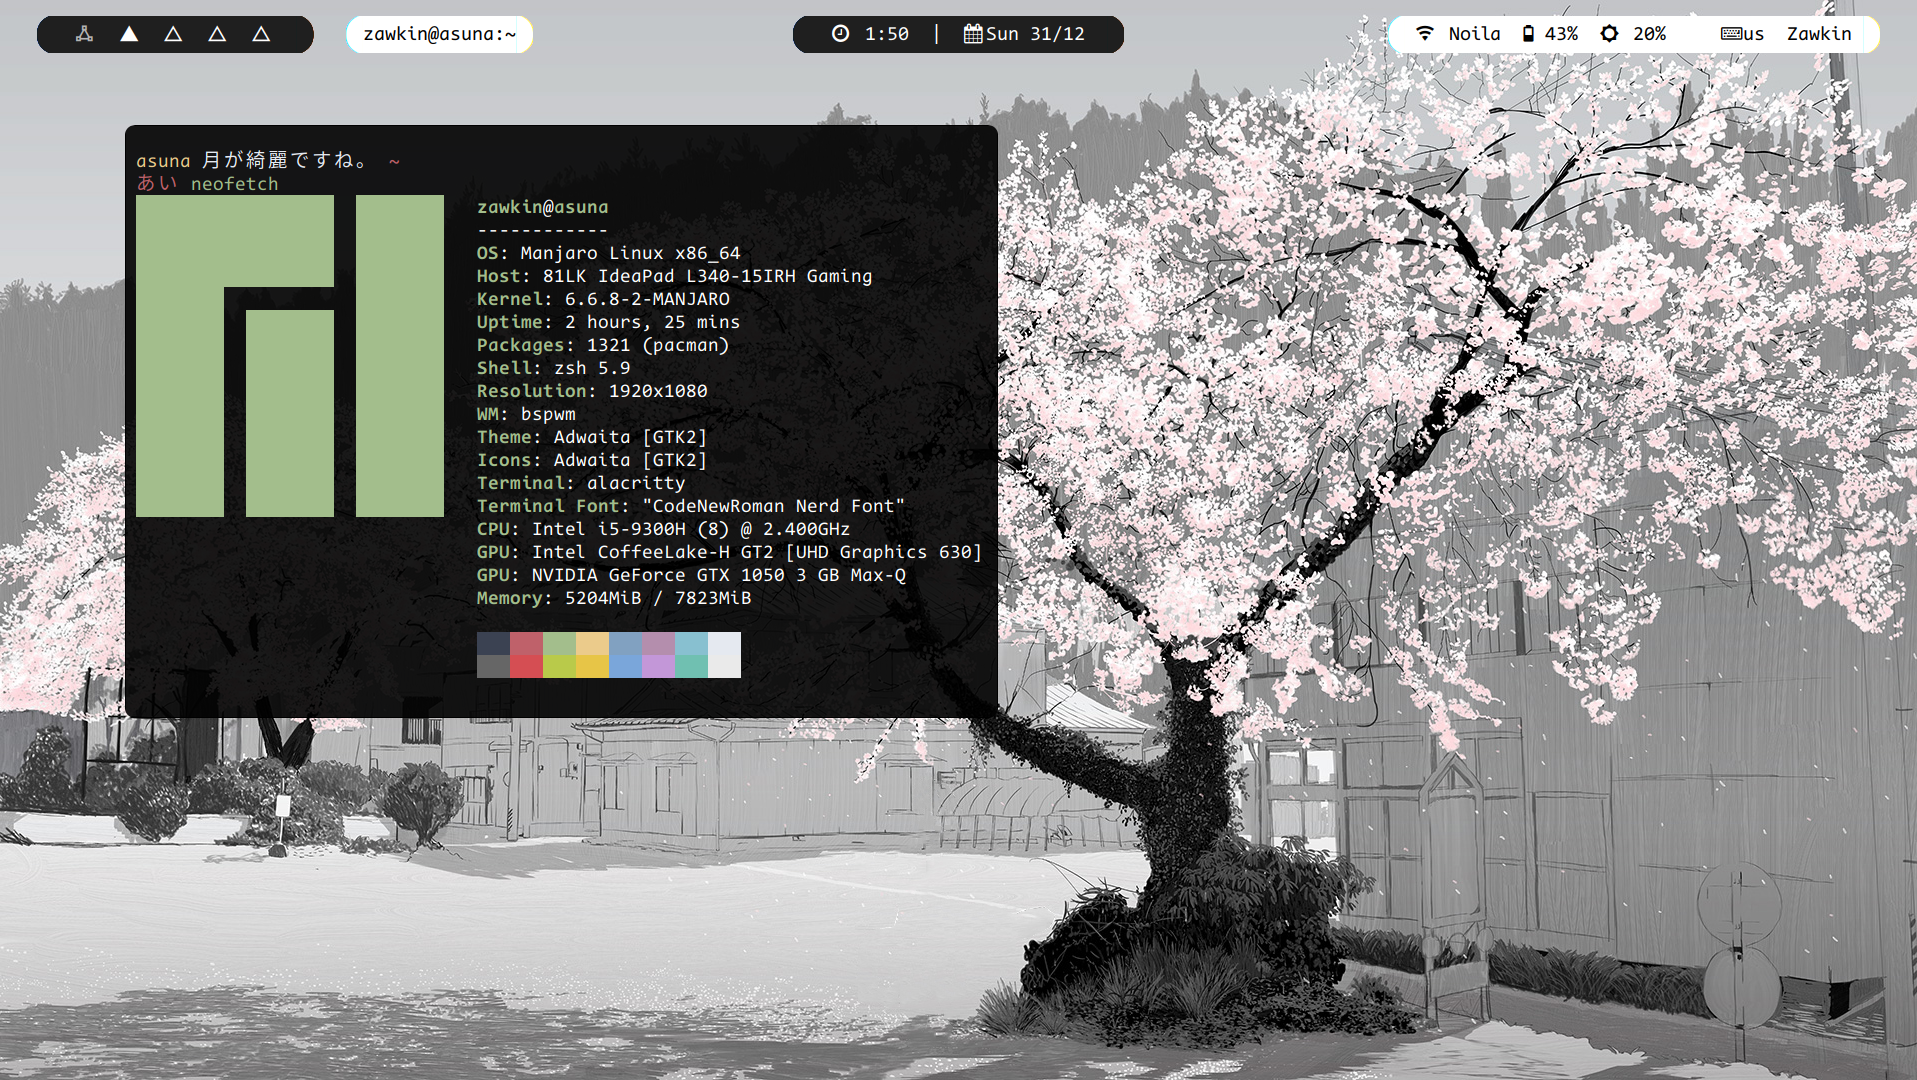 zawkin@asuna:~
1:50 | Sun 31/12
Noila 43% 20% us Zawkin
asuna 月が綺麗ですね。 ~
あい neofetch
zawkin@asuna
------------
OS: Manjaro Linux x86_64
Host: 81LK IdeaPad L340-15IRH Gaming
Kernel: 6.6.8-2-MANJARO
Uptime: 2 hours, 25 mins
Packages: 1321 (pacman)
Shell: zsh 5.9
Resolution: 1920x1080
WM: bspwm
Theme: Adwaita [GTK2]
Icons: Adwaita [GTK2]
Terminal: alacritty
Terminal Font: "CodeNewRoman Nerd Font"
CPU: Intel i5-9300H (8) @ 2.400GHz
GPU: Intel CoffeeLake-H GT2 [UHD Graphics 630]
GPU: NVIDIA GeForce GTX 1050 3 GB Max-Q
Memory: 5204MiB / 7823MiB